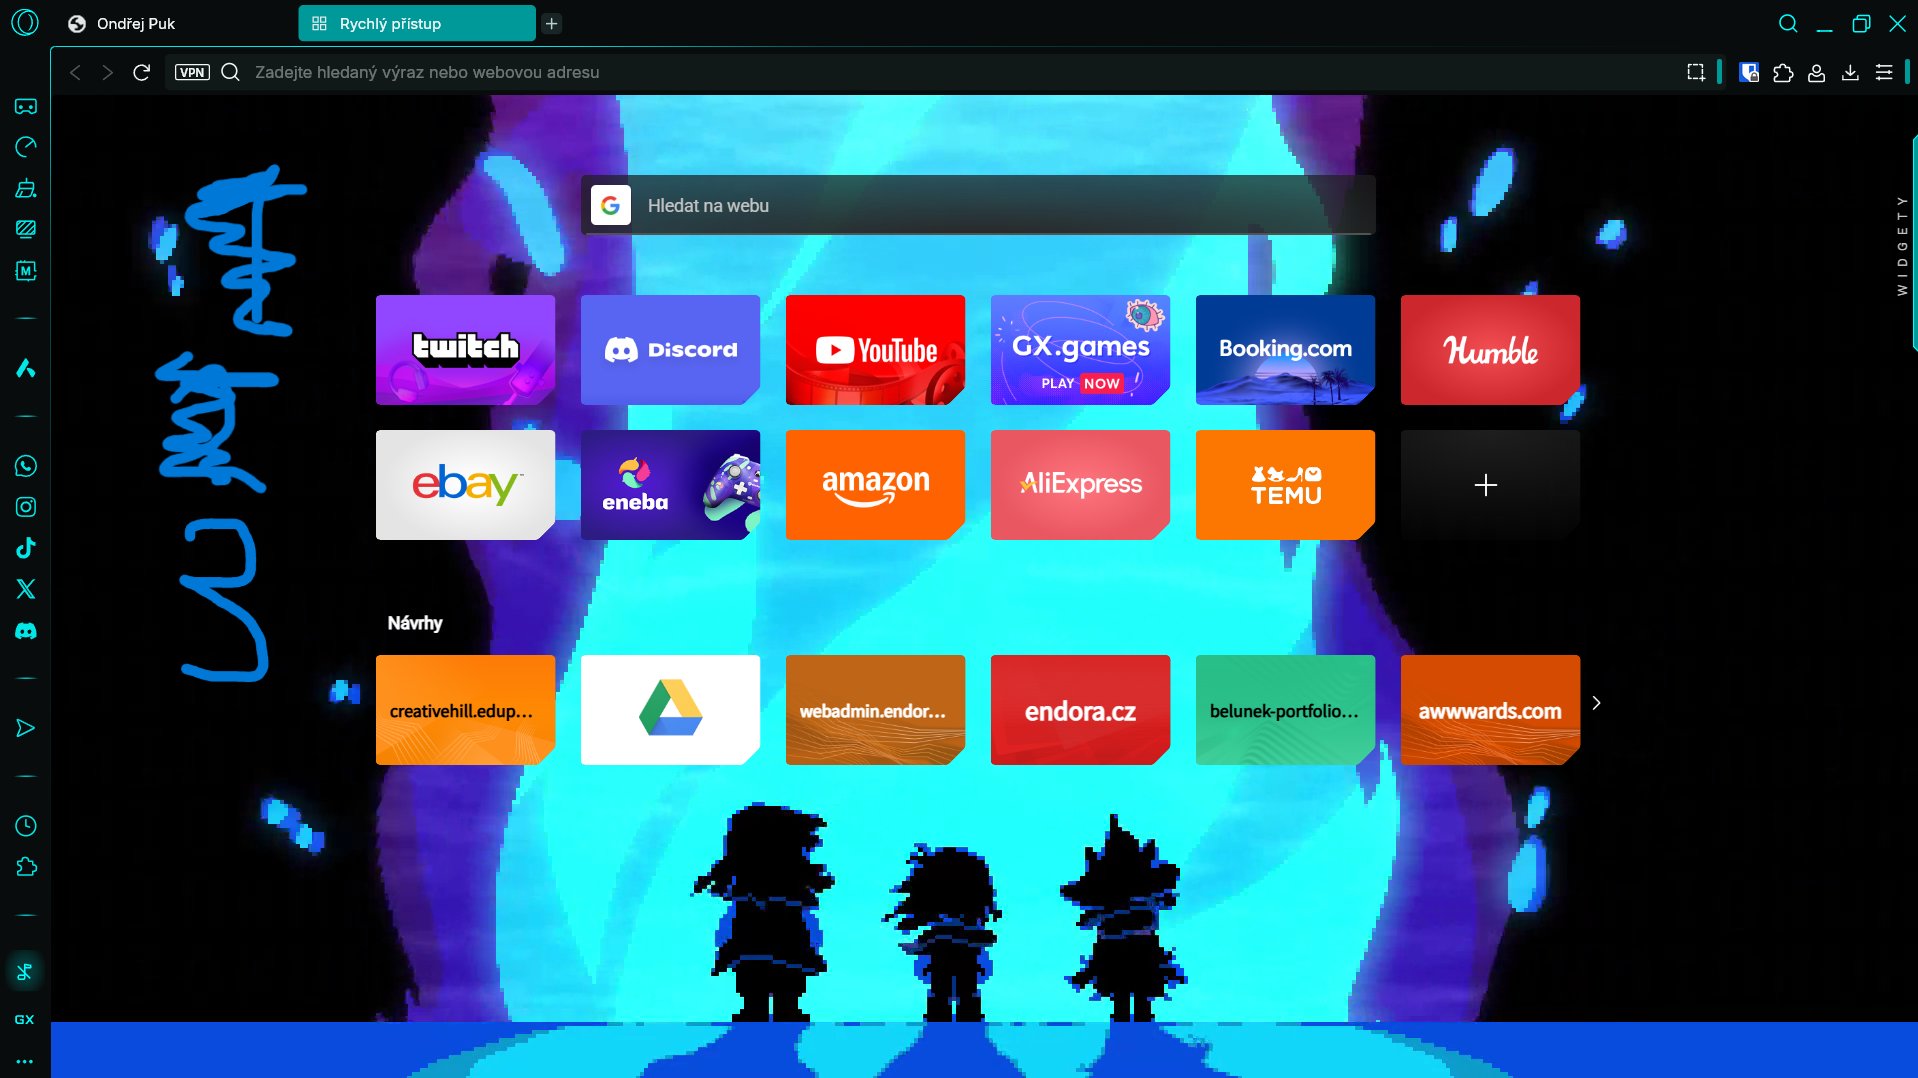 Ondřej Puk
Rychlý přístup
VPN
Zadejte hledaný výraz nebo webovou adresu
M
G
Hledat na webu
WIDGETY
twitch
Discord
YouTube
GX.games
PLAY NOW
Booking.com
Humble
ebay™
eneba
amazon
AliExpress
TEMU
Návrhy
creativehill.edup...
webadmin.endor...
endora.cz
belunek-portfolio...
awwwards.com
GX